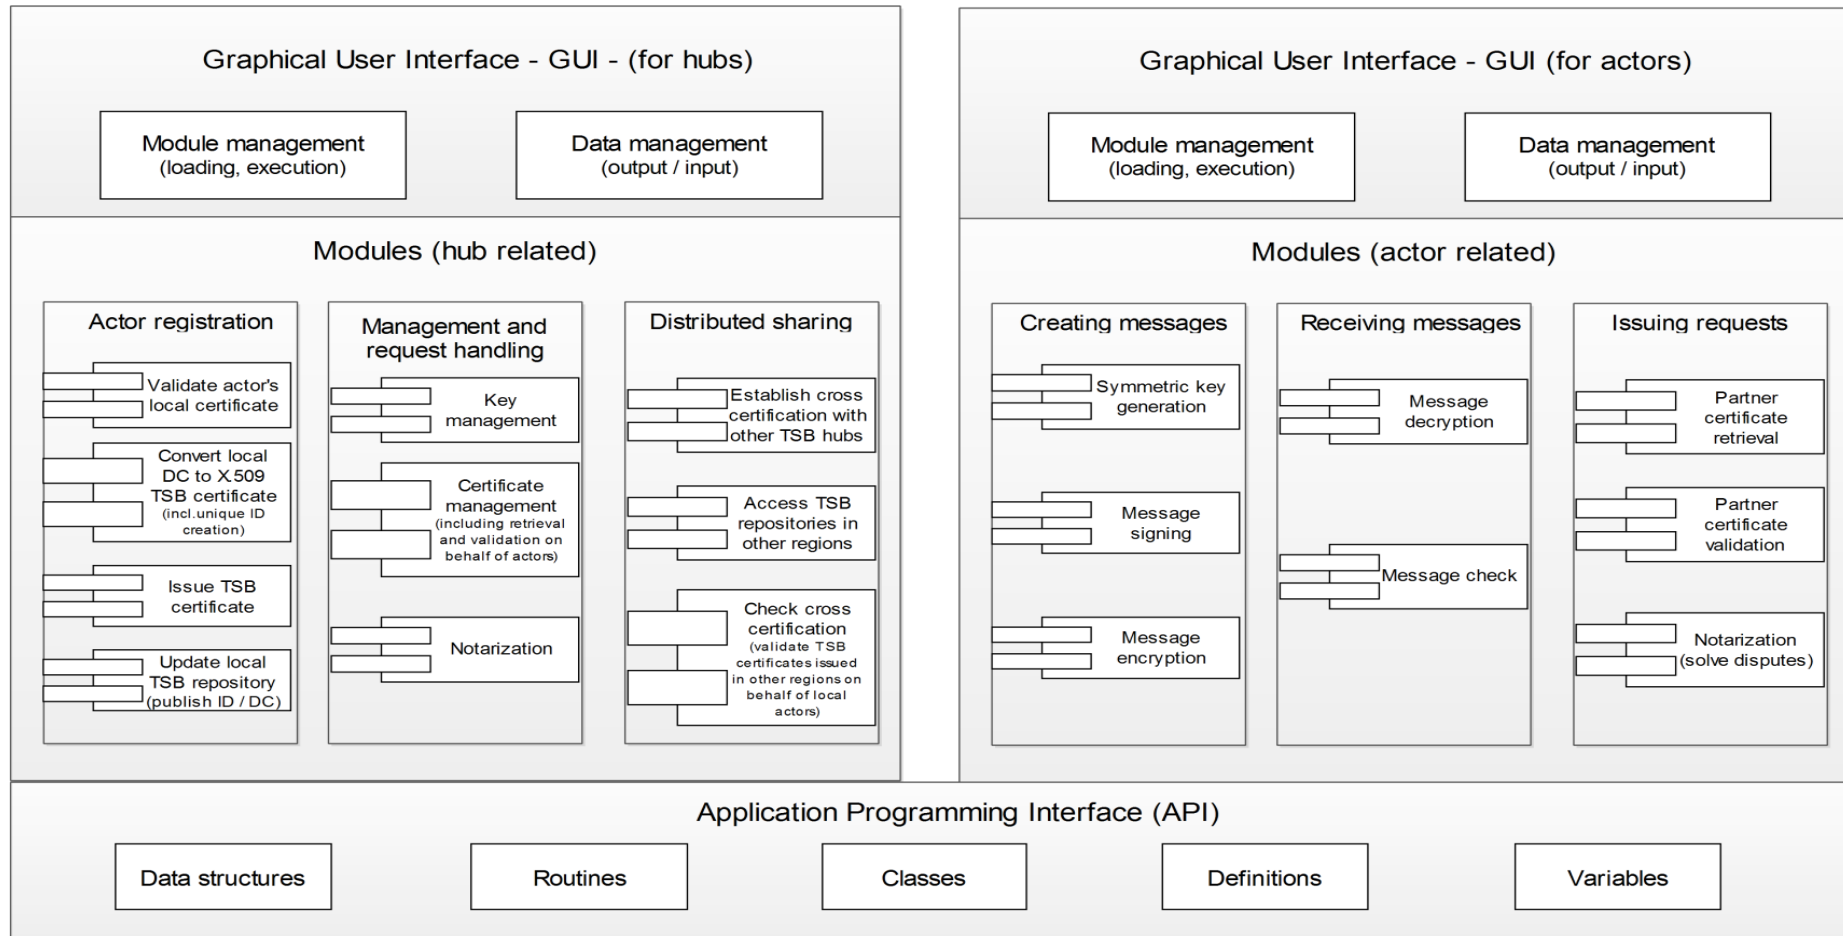 Graphical User Interface - GUI - (for hubs)
Module management
(loading, execution)
Data management
(output / input)
Modules (hub related)
Actor registration
Validate actor's
local certificate
Convert local
DC to X.509
TSB certificate
(incl.unique ID
creation)
Issue TSB
certificate
Update local
TSB repository
(publish ID / DC)
Management and
request handling
Key
management
Certificate
management
(including retrieval
and validation on
behalf of actors)
Notarization
Distributed sharing
Establish cross
certification with
other TSB hubs
Access TSB
repositories in
other regions
Check cross
certification
(validate TSB
certificates issued
in other regions on
behalf of local
actors)
Graphical User Interface - GUI (for actors)
Module management
(loading, execution)
Data management
(output / input)
Modules (actor related)
Creating messages
Symmetric key
generation
Message
signing
Message
encryption
Receiving messages
Message
decryption
Message check
Issuing requests
Partner
certificate
retrieval
Partner
certificate
validation
Notarization
(solve disputes)
Application Programming Interface (API)
Data structures
Routines
Classes
Definitions
Variables